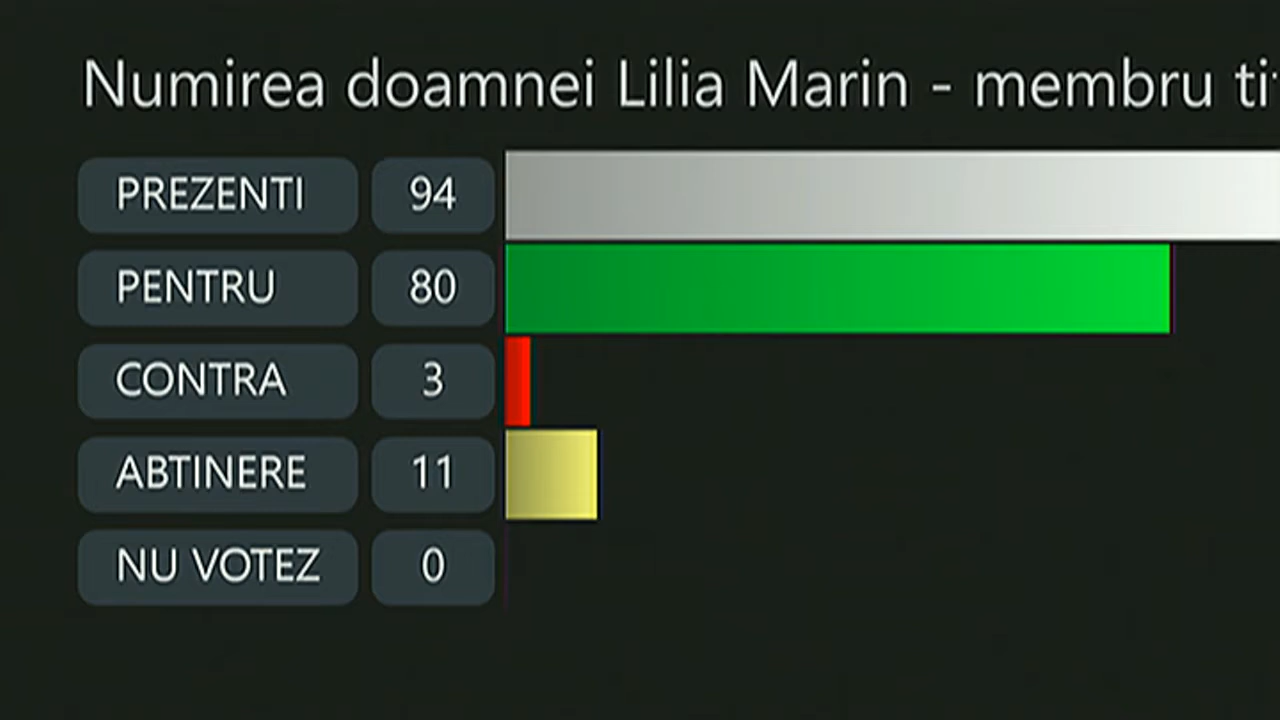 Numirea doamnei Lilia Marin - membru
PREZENTI 94
PENTRU 80
CONTRA 3
ABTINERE 11
NU VOTEZ 0